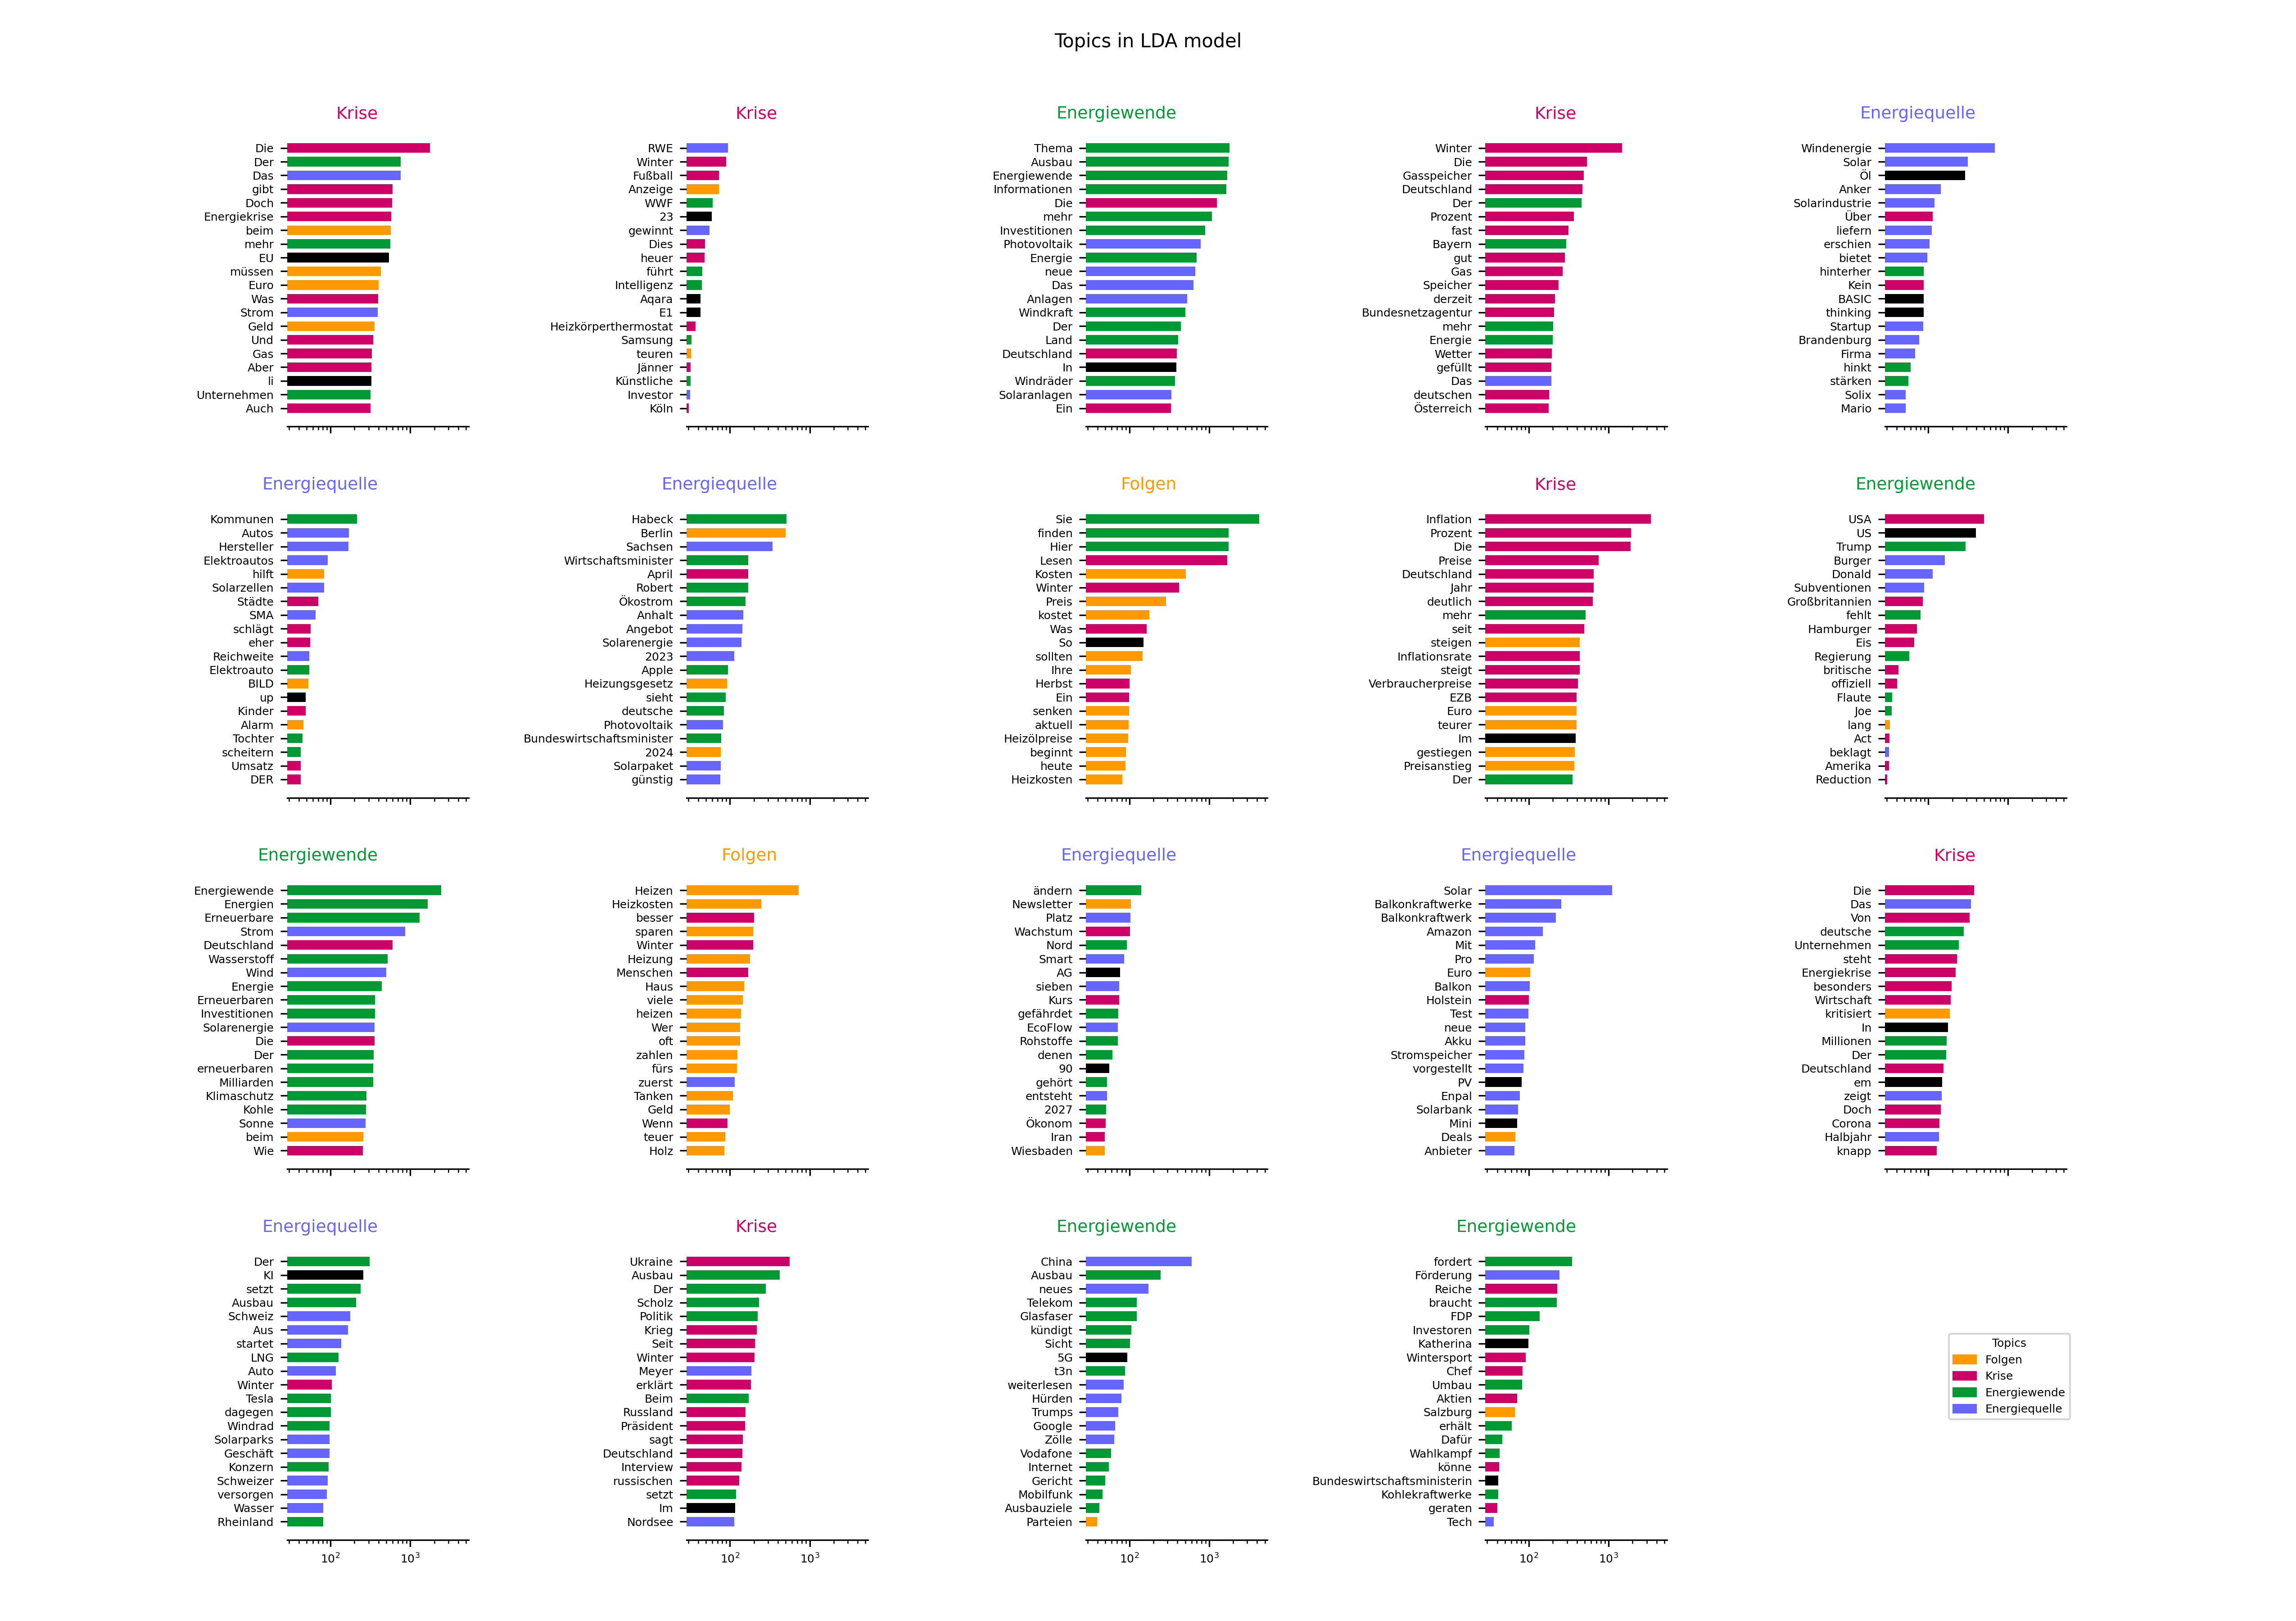 Topics in LDA model
Krise
Die
Der
Das
gibt
Doch
Energiekrise
beim
mehr
EU
müssen
Euro
Was
Strom
Geld
Und
Gas
Aber
li
Unternehmen
Auch
Krise
RWE
Winter
Fußball
Anzeige
WWF
23
gewinnt
Dies
heuer
führt
Intelligenz
Aqara
E1
Heizkörperthermostat
Samsung
teuren
Jänner
Künstliche
Investor
Köln
Energiewende
Thema
Ausbau
Energiewende
Informationen
Die
mehr
Investitionen
Photovoltaik
Energie
neue
Das
Anlagen
Windkraft
Der
Land
Deutschland
In
Windräder
Solaranlagen
Ein
Krise
Winter
Die
Gasspeicher
Deutschland
Der
Prozent
fast
Bayern
gut
Gas
Speicher
derzeit
Bundesnetzagentur
mehr
Energie
Wetter
gefüllt
Das
deutschen
Österreich
Energiequelle
Windenergie
Solar
Öl
Anker
Solarindustrie
Über
liefern
erschien
bietet
hinterher
Kein
BASIC
thinking
Startup
Brandenburg
Firma
hinkt
stärken
Solix
Mario
Energiequelle
Kommunen
Autos
Hersteller
Elektroautos
hilft
Solarzellen
Städte
SMA
schlägt
eher
Reichweite
Elektroauto
BILD
up
Kinder
Alarm
Tochter
scheitern
Umsatz
DER
Energiequelle
Habeck
Berlin
Sachsen
Wirtschaftsminister
April
Robert
Ökostrom
Anhalt
Angebot
Solarenergie
2023
Apple
Heizungsgesetz
sieht
deutsche
Photovoltaik
Bundeswirtschaftsminister
2024
Solarpaket
günstig
Folgen
Sie
finden
Hier
Lesen
Kosten
Winter
Preis
kostet
Was
So
sollten
Ihre
Herbst
Ein
senken
aktuell
Heizölpreise
beginnt
heute
Heizkosten
Krise
Inflation
Prozent
Die
Preise
Deutschland
Jahr
deutlich
mehr
seit
steigen
Inflationsrate
steigt
Verbraucherpreise
EZB
Euro
teurer
Im
gestiegen
Preisanstieg
Der
Energiewende
USA
US
Trump
Burger
Donald
Subventionen
Großbritannien
fehlt
Hamburger
Eis
Regierung
britische
offiziell
Flaute
Joe
lang
Act
beklagt
Amerika
Reduction
Energiewende
Energiewende
Energien
Erneuerbare
Strom
Deutschland
Wasserstoff
Wind
Energie
Erneuerbaren
Investitionen
Solarenergie
Die
Der
erneuerbaren
Milliarden
Klimaschutz
Kohle
Sonne
beim
Wie
Folgen
Heizen
Heizkosten
besser
sparen
Winter
Heizung
Menschen
Haus
viele
heizen
Wer
oft
zahlen
fürs
zuerst
Tanken
Geld
Wenn
teuer
Holz
Energiequelle
ändern
Newsletter
Platz
Wachstum
Nord
Smart
AG
sieben
Kurs
gefährdet
EcoFlow
Rohstoffe
denen
90
gehört
entsteht
2027
Ökonom
Iran
Wiesbaden
Energiequelle
Solar
Balkonkraftwerke
Balkonkraftwerk
Amazon
Mit
Pro
Euro
Balkon
Holstein
Test
neue
Akku
Stromspeicher
vorgestellt
PV
Enpal
Solarbank
Mini
Deals
Anbieter
Krise
Die
Das
Von
deutsche
Unternehmen
steht
Energiekrise
besonders
Wirtschaft
kritisiert
In
Millionen
Der
Deutschland
em
zeigt
Doch
Corona
Halbjahr
knapp
Energiequelle
Der
KI
setzt
Ausbau
Schweiz
Aus
startet
LNG
Auto
Winter
Tesla
dagegen
Windrad
Solarparks
Geschäft
Konzern
Schweizer
versorgen
Wasser
Rheinland
10² 10³
Krise
Ukraine
Ausbau
Der
Scholz
Politik
Krieg
Seit
Winter
Meyer
erklärt
Beim
Russland
Präsident
sagt
Deutschland
Interview
russischen
setzt
Im
Nordsee
10² 10³
Energiewende
China
Ausbau
neues
Telekom
Glasfaser
kündigt
Sicht
5G
t3n
weiterlesen
Hürden
Trumps
Google
Zölle
Vodafone
Internet
Gericht
Mobilfunk
Ausbauziele
Parteien
10² 10³
Energiewende
fordert
Förderung
Reiche
braucht
FDP
Investoren
Katherina
Wintersport
Chef
Umbau
Aktien
Salzburg
erhält
Dafür
Wahlkampf
könne
Bundeswirtschaftsministerin
Kohlekraftwerke
geraten
Tech
10² 10³
Topics
Folgen
Krise
Energiewende
Energiequelle